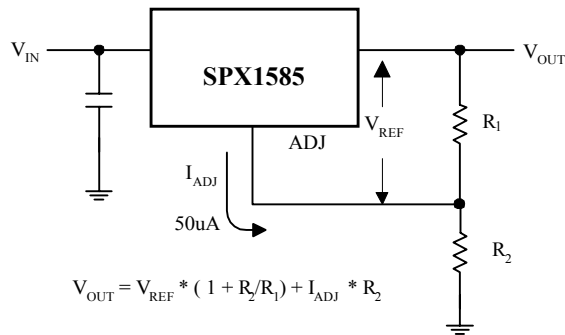 V_IN
SPX1585
V_OUT
ADJ
V_REF
R_1
I_ADJ
50uA
R_2
V_OUT = V_REF * ( 1 + R_2/R_1) + I_ADJ * R_2